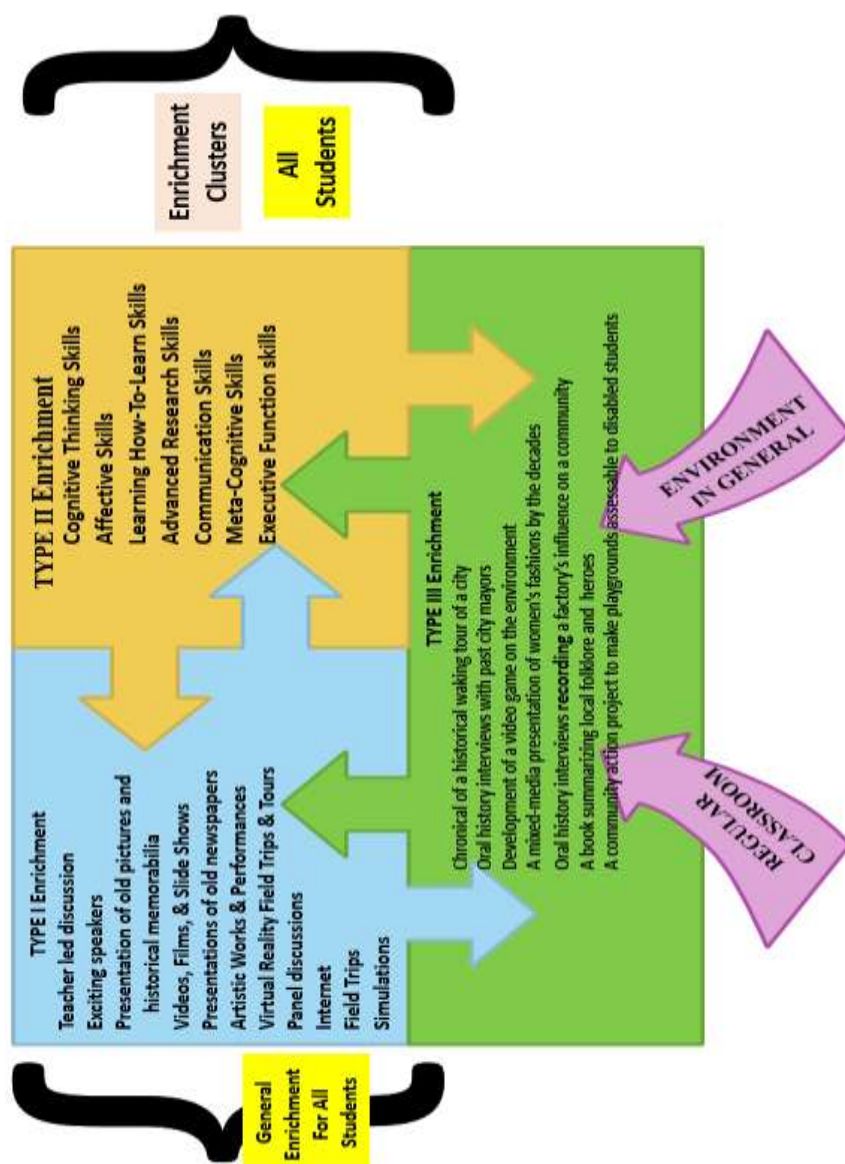 General
Enrichment
For All
Students
TYPE I Enrichment
Teacher led discussion
Exciting speakers
Presentation of old pictures and
historical memorabilia
Videos, Films, & Slide Shows
Presentations of old newspapers
Artistic Works & Performances
Virtual Reality Field Trips & Tours
Panel discussions
Internet
Field Trips
Simulations
TYPE II Enrichment
Cognitive Thinking Skills
Affective Skills
Learning How-To-Learn Skills
Advanced Research Skills
Communication Skills
Meta-Cognitive Skills
Executive Function skills
Enrichment
Clusters
All
Students
TYPE III Enrichment
Chronical of a historical waking tour of a city
Oral history interviews with past city mayors
Development of a video game on the environment
A mixed-media presentation of women's fashions by the decades
Oral history interviews recording a factory's influence on a community
A book summarizing local folklore and heroes
A community action project to make playgrounds assessable to disabled students
REGULAR
CLASSROOM
ENVIRONMENT
IN GENERAL